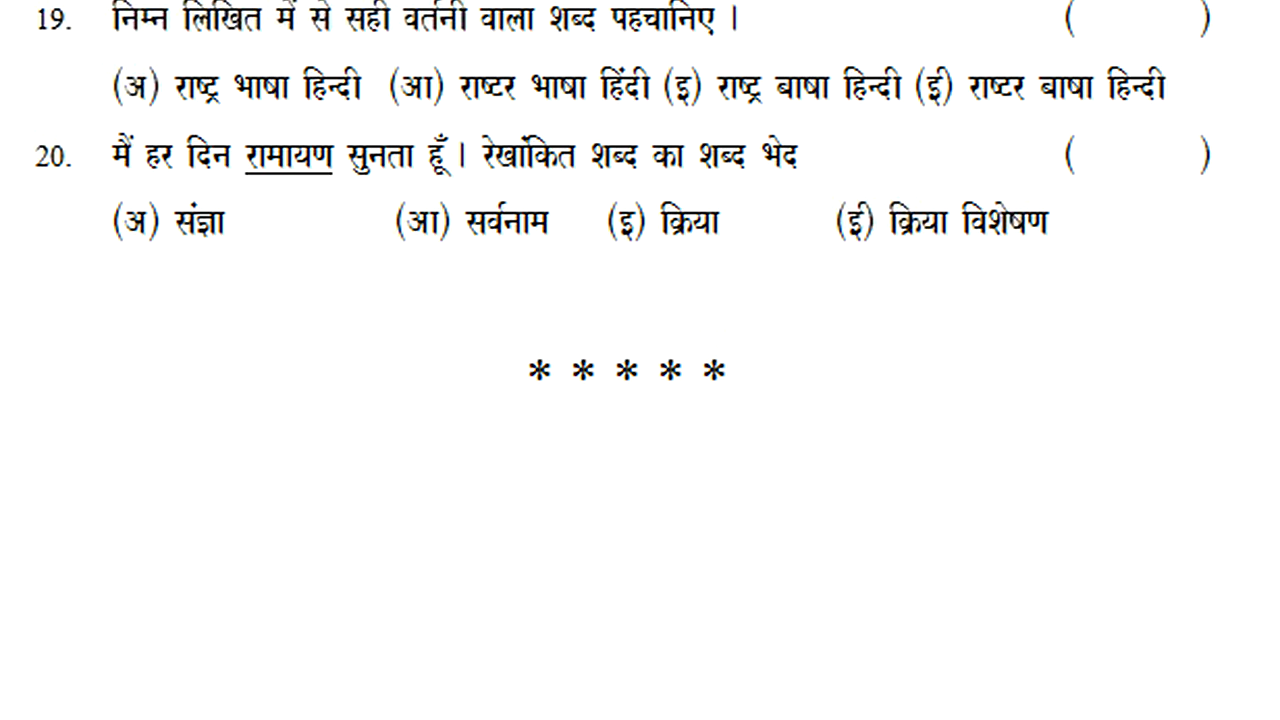 19. निम्न लिखित में से सही वर्तनी वाला शब्द पहचानिए । ( )
(अ) राष्ट्र भाषा हिन्दी (आ) राष्टर भाषा हिंदी (इ) राष्ट्र बाषा हिन्दी (ई) राष्टर बाषा हिन्दी
20. मैं हर दिन रामायण सुनता हूँ । रेखांकित शब्द का शब्द भेद ( )
(अ) संज्ञा (आ) सर्वनाम (इ) क्रिया (ई) क्रिया विशेषण
* * * * *